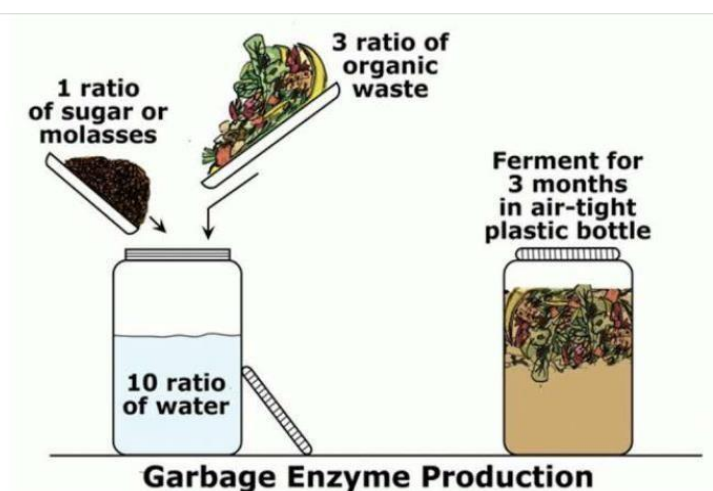 1 ratio
of sugar or
molasses
3 ratio of
organic
waste
10 ratio
of water
Ferment for
3 months
in air-tight
plastic bottle
Garbage Enzyme Production